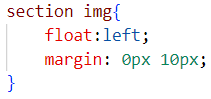 section img{
    float:left;
    margin: 0px 10px;
}